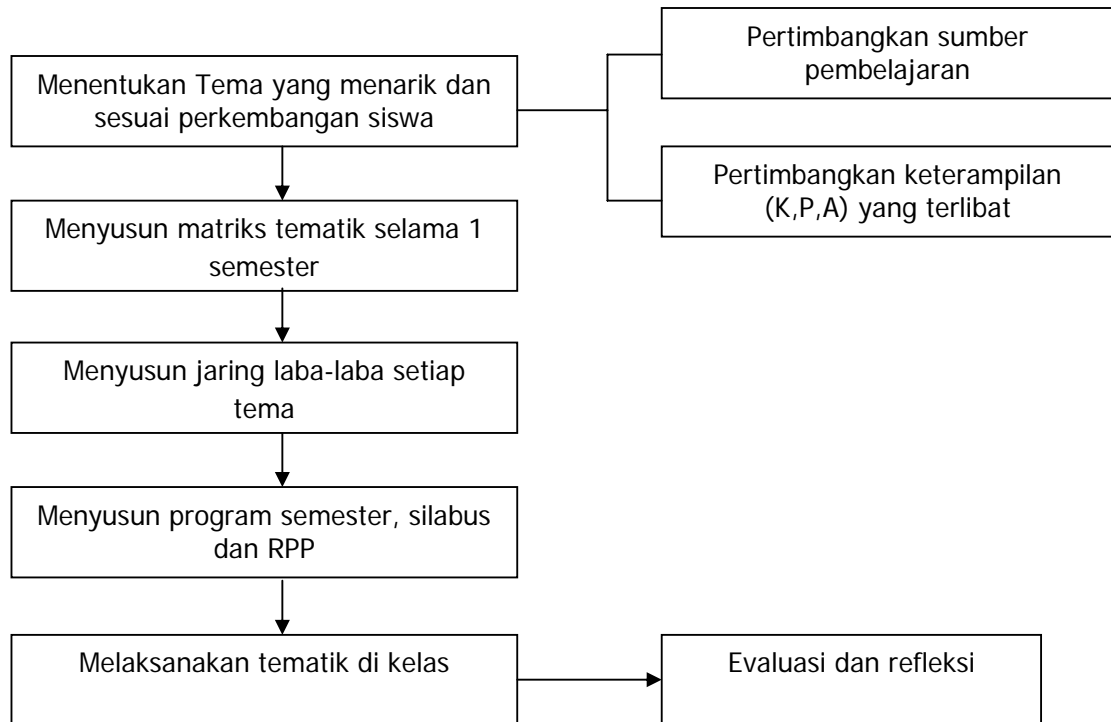 Menentukan Tema yang menarik dan
sesuai perkembangan siswa
Pertimbangkan sumber
pembelajaran
Pertimbangkan keterampilan
(K,P,A) yang terlibat
Menyusun matriks tematik selama 1
semester
Menyusun jaring laba-laba setiap
tema
Menyusun program semester, silabus
dan RPP
Melaksanakan tematik di kelas
Evaluasi dan refleksi